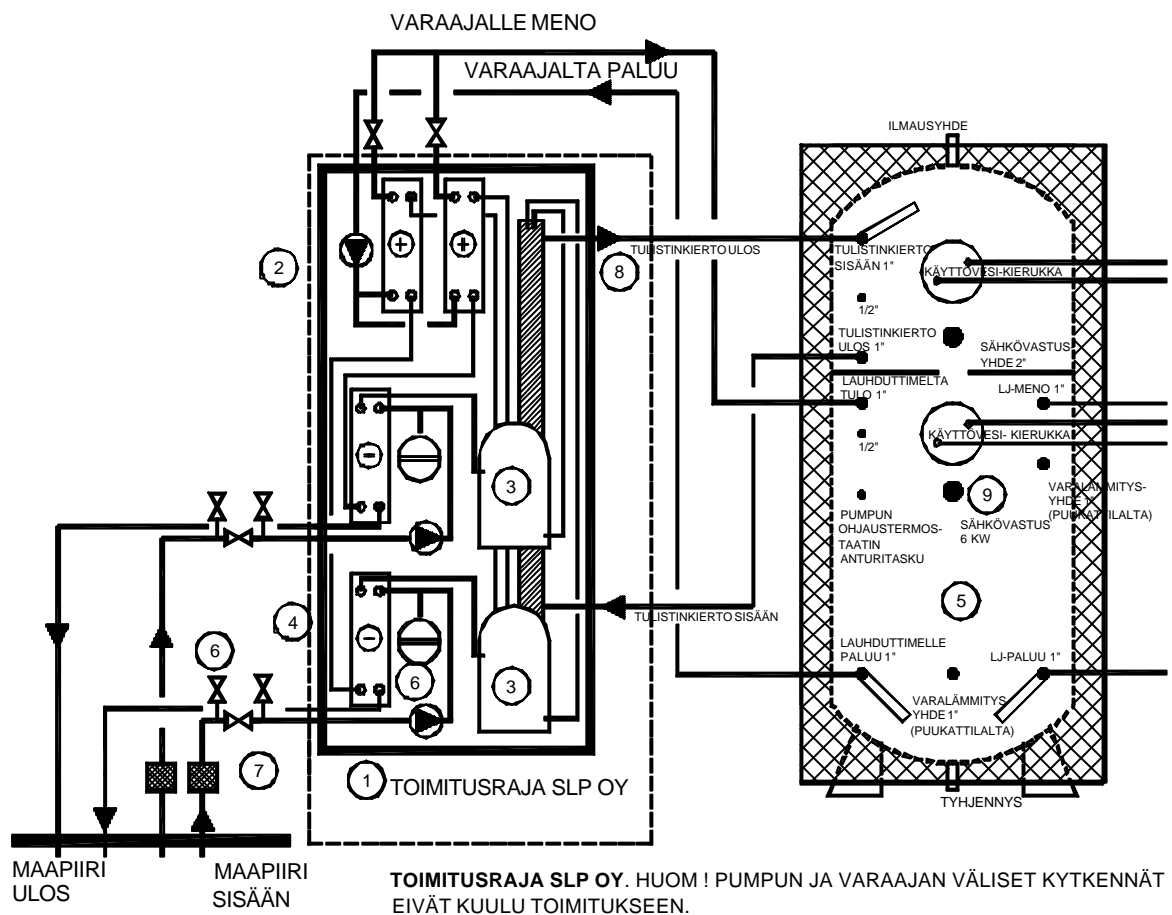 VARAAJALLE MENO
VARAAJALTA PALUU
ILMAUSYHDE
2
+
+
TULISTINKIERTO ULOS
8
TULISTINKIERTO
SISÄÄN 1"
KÄYTTÖVESI-KIERUKKA
1/2"
TULISTINKIERTO
ULOS 1"
SÄHKÖVASTUS
YHDE 2"
LAUHDUTTIMELTA
TULO 1"
LJ-MENO 1"
KÄYTTÖVESI- KIERUKKA
1/2"
-
3
9
VARALÄMMITYS-
YHDE 1"
(PUUKATTILALTA)
PUMPUN
OHJAUSTERMOS-
TAATIN
ANTURITASKU
SÄHKÖVASTUS
6 KW
4
-
TULISTINKIERTO SISÄÄN
5
6
6
3
LAUHDUTTIMELLE
PALUU 1"
LJ-PALUU 1"
VARALÄMMITYS
YHDE 1"
(PUUKATTILALTA)
7
1
TOIMITUSRAJA SLP OY
TYHJENNYS
MAAPIIRI
ULOS
MAAPIIRI
SISÄÄN
TOIMITUSRAJA SLP OY. HUOM ! PUMPUN JA VARAAJAN VÄLISET KYTKENNÄT
EIVÄT KUULU TOIMITUKSEEN.